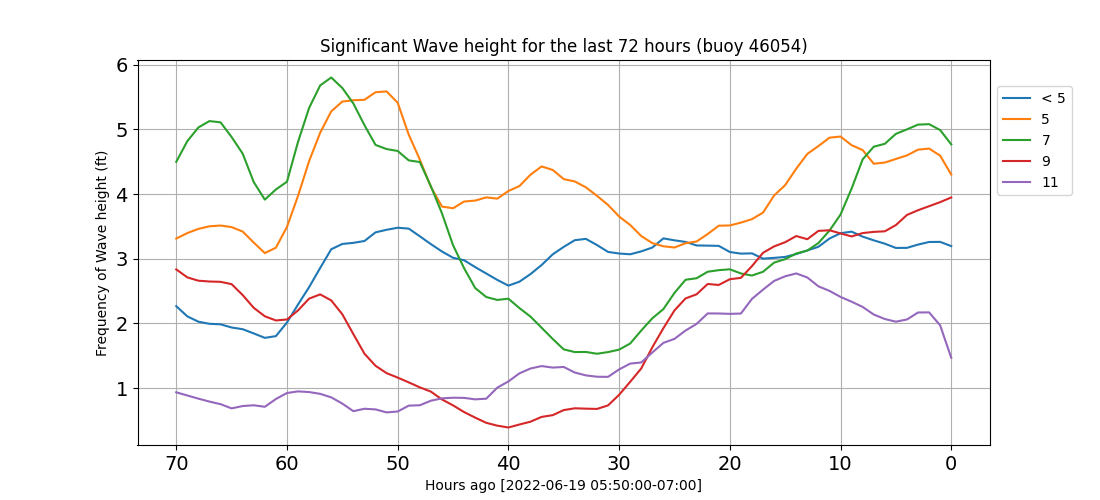 Significant Wave height for the last 72 hours (buoy 46054)
Frequency of Wave height (ft)
6
5
4
3
2
1
70 60 50 40 30 20 10 0
Hours ago [2022-06-19 05:50:00-07:00]
< 5
5
7
9
11